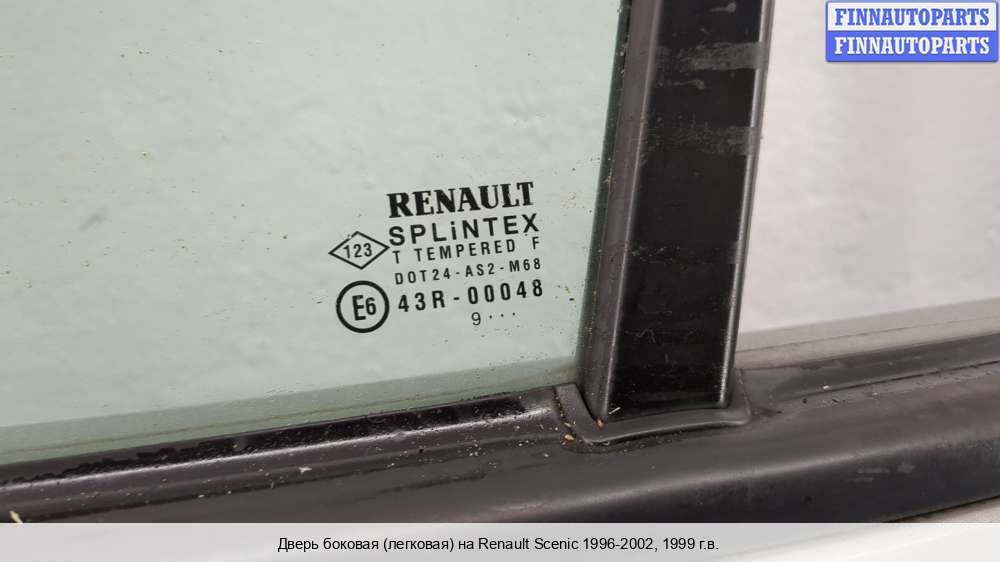 FINNAUTOPARTS
FINNAUTOPARTS
RENAULT
SPLiNTEX
123
T TEMPERED F
DOT24-AS2-M68
E6
43R-00048
9···
Дверь боковая (легковая) на Renault Scenic 1996-2002, 1999 г.в.